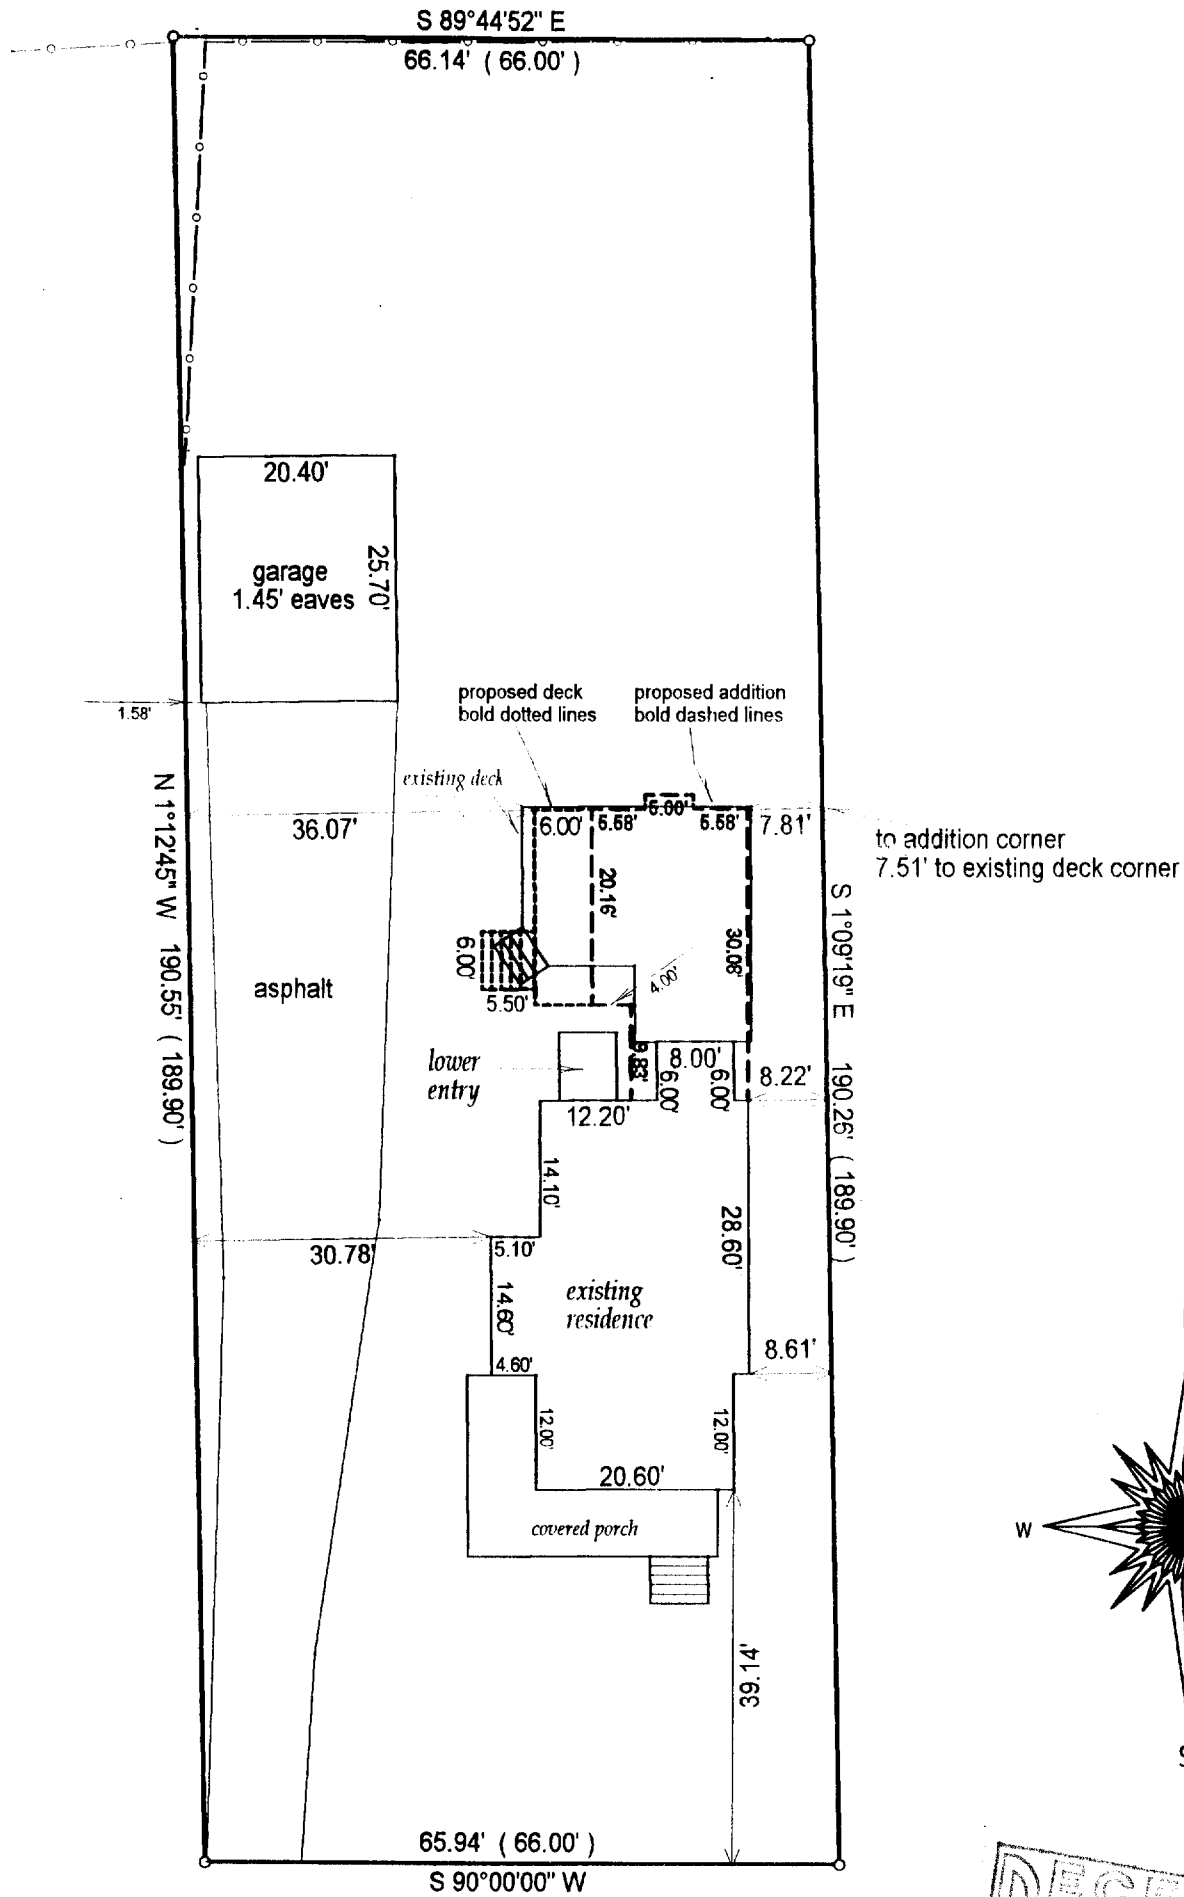 S 89°44'52" E
66.14' ( 66.00' )
20.40'
25.70'
garage
1.45' eaves
1.58'
proposed deck
bold dotted lines
proposed addition
bold dashed lines
existing deck
N 1°12'45" W 190.55' ( 189.90' )
36.07'
6.00'
5.58'
5.00'
5.58'
7.81'
to addition corner
7.51' to existing deck corner
S 1°09'19" E 190.26' ( 189.90' )
20.16'
30.08'
6.00'
5.50'
4.00'
asphalt
lower
entry
9.83'
8.00'
6.00'
6.00'
8.22'
12.20'
14.10'
28.60'
30.78'
5.10'
14.60'
existing
residence
8.61'
4.60'
12.00'
12.00'
20.60'
covered porch
W
39.14'
S
65.94' ( 66.00' )
S 90°00'00" W